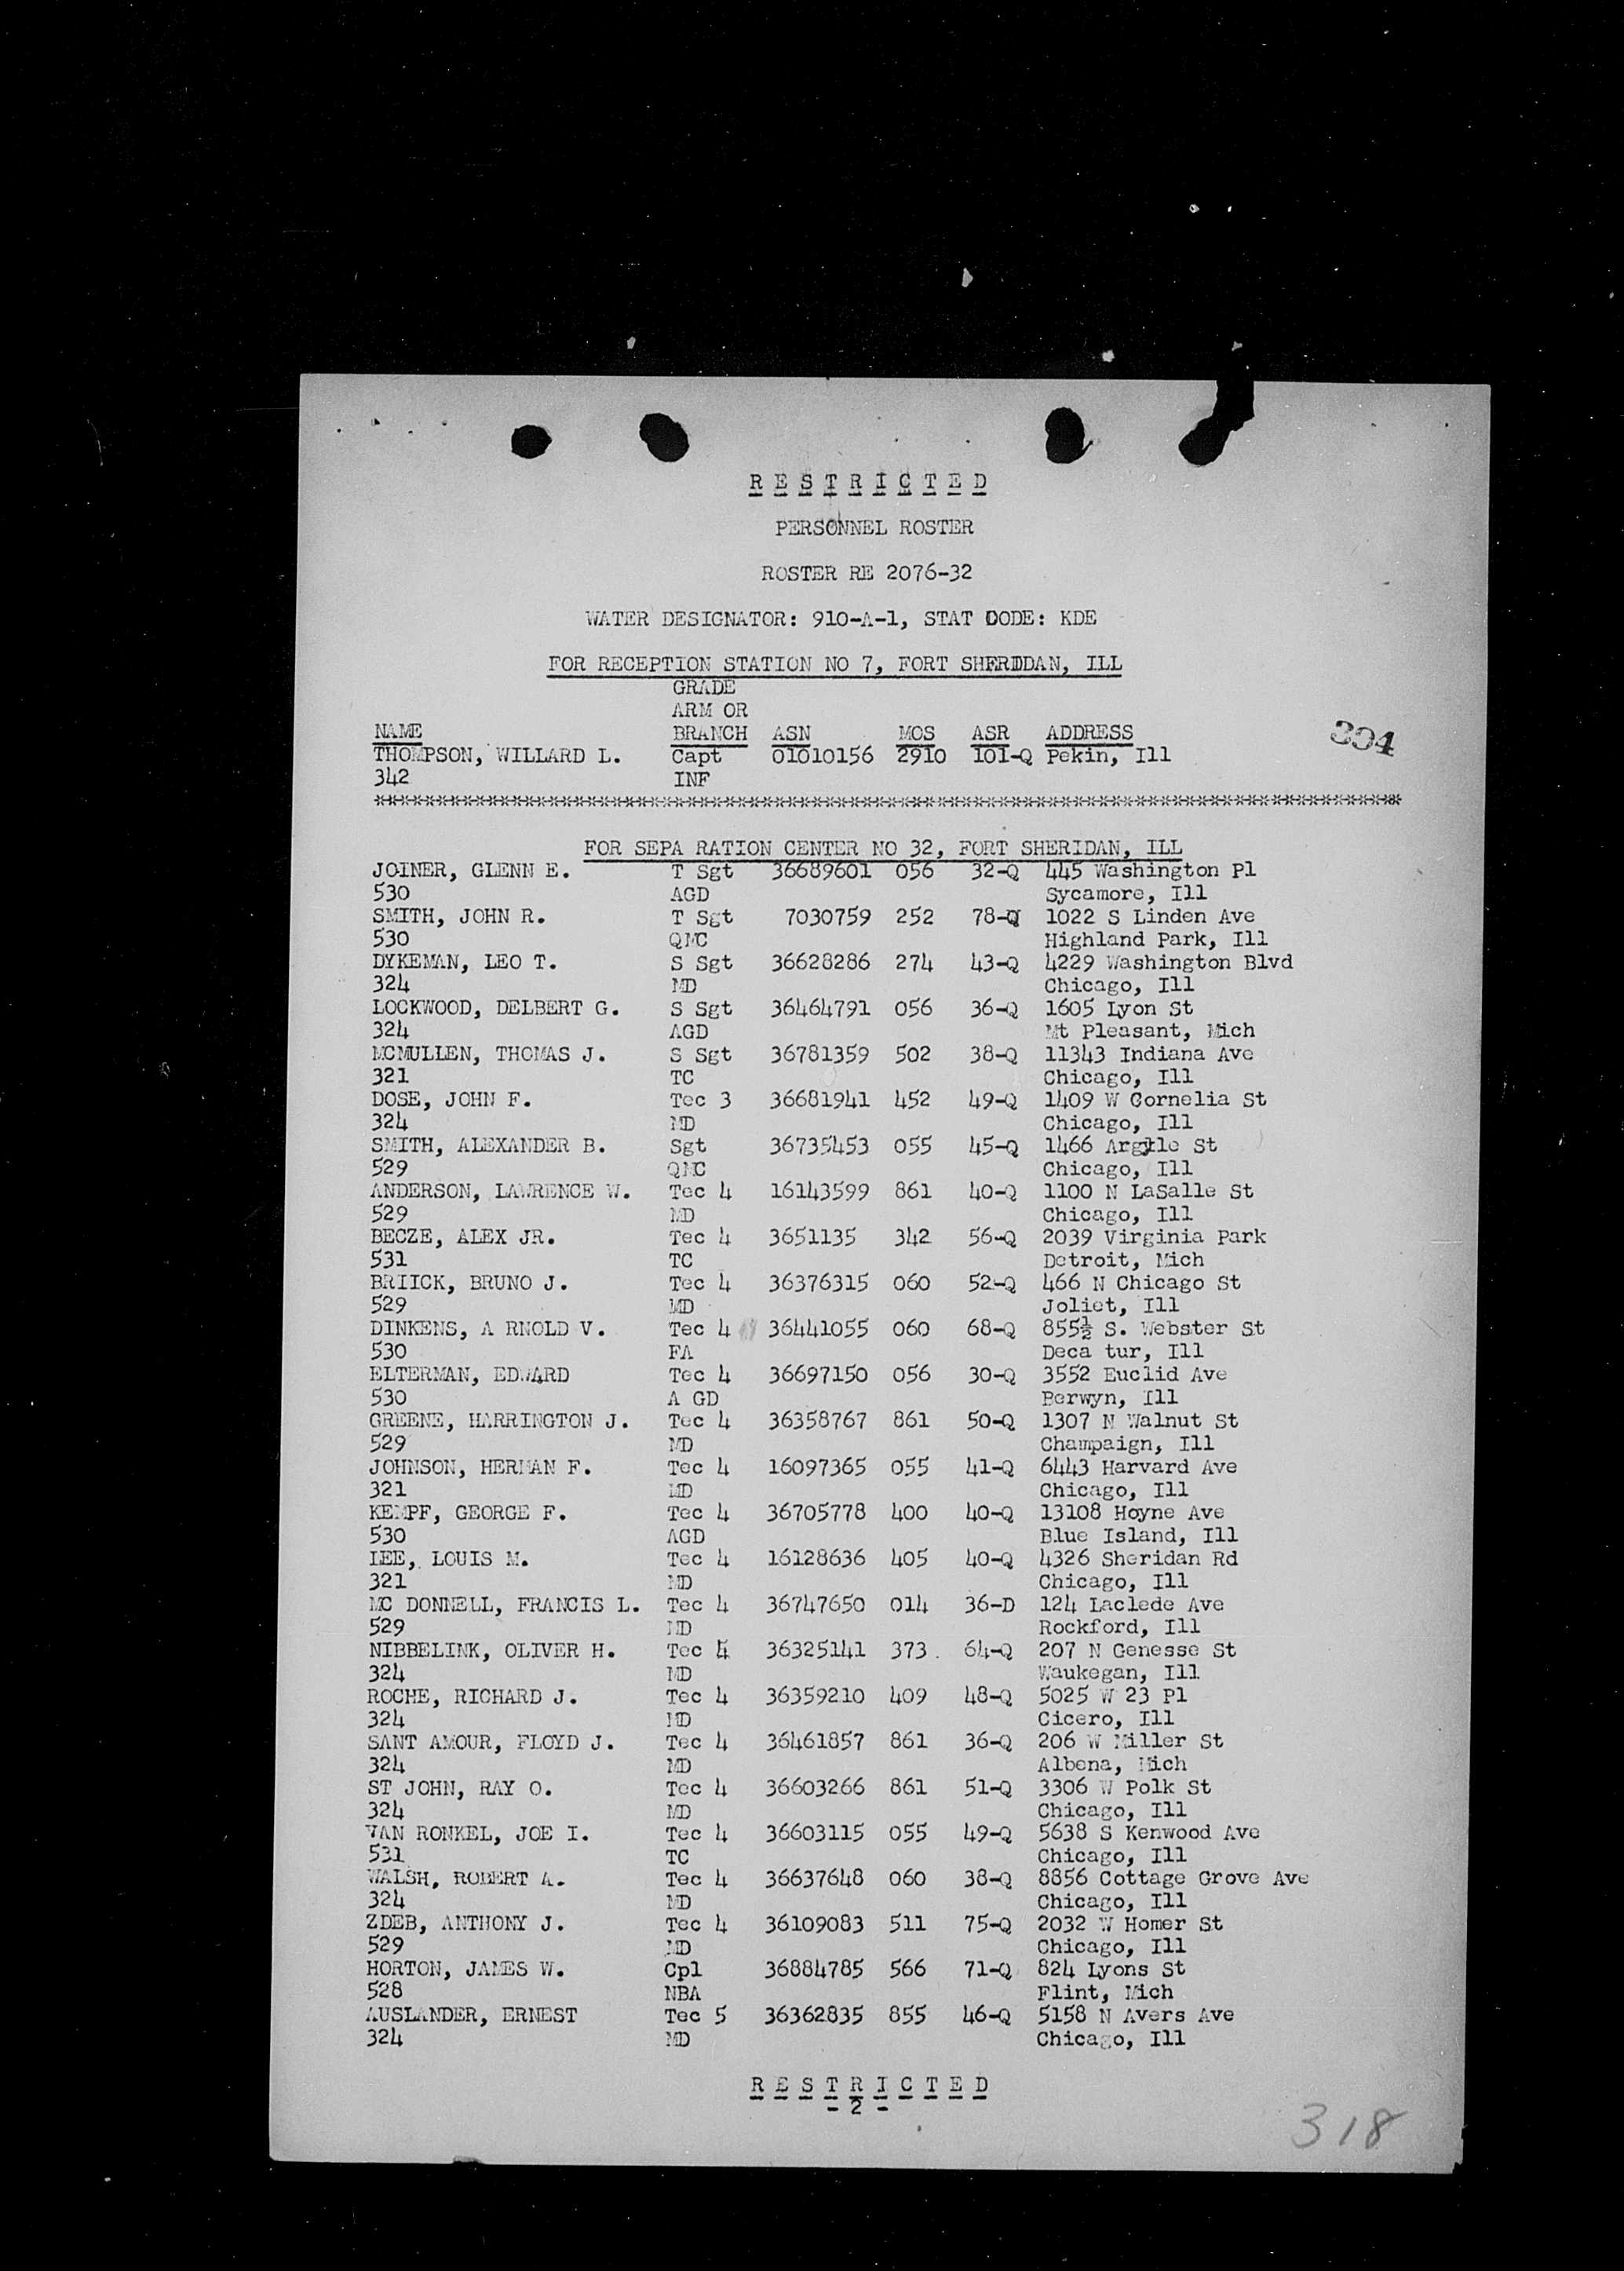 R E S T R I C T E D
PERSONNEL ROSTER
ROSTER RE 2076-32
WATER DESIGNATOR: 910-A-1, STAT CODE: KDE
FOR RECEPTION STATION NO 7, FORT SHERIDAN, ILL
GRADE
ARM OR
NAME BRANCH ASN MOS ASR ADDRESS
THOMPSON, WILLARD L. Capt 01010156 2910 101-Q Pekin, Ill
342 INF
304
FOR SEPA RATION CENTER NO 32, FORT SHERIDAN, ILL
JOINER, GLENN E. T Sgt 36689601 056 32-Q 445 Washington Pl
530 AGD Sycamore, Ill
SMITH, JOHN R. T Sgt 7030759 252 78-Q 1022 S Linden Ave
530 QMC Highland Park, Ill
DYKEMAN, LEO T. S Sgt 36628286 274 43-Q 4229 Washington Blvd
324 MD Chicago, Ill
LOCKWOOD, DELBERT G. S Sgt 36464791 056 36-Q 1605 Lyon St
324 AGD Mt Pleasant, Mich
MCMULLEN, THOMAS J. S Sgt 36781359 502 38-Q 11343 Indiana Ave
321 TC Chicago, Ill
DOSE, JOHN F. Tec 3 36681941 452 49-Q 1409 W Cornelia St
324 MD Chicago, Ill
SMITH, ALEXANDER B. Sgt 36735453 055 45-Q 1466 Argyle St
529 QMC Chicago, Ill
ANDERSON, LAWRENCE W. Tec 4 16143599 861 40-Q 1100 N LaSalle St
529 MD Chicago, Ill
BECZE, ALEX JR. Tec 4 3651135 342 56-Q 2039 Virginia Park
531 TC Detroit, Mich
BRIICK, BRUNO J. Tec 4 36376315 060 52-Q 466 N Chicago St
529 MD Joliet, Ill
DINKENS, A RNOLD V. Tec 4 36441055 060 68-Q 855½ S. Webster St
530 FA Deca tur, Ill
ELTERMAN, EDWARD Tec 4 36697150 056 30-Q 3552 Euclid Ave
530 A GD Berwyn, Ill
GREENE, HARRINGTON J. Tec 4 36358767 861 50-Q 1307 N Walnut St
529 MD Champaign, Ill
JOHNSON, HERMAN F. Tec 4 16097365 055 41-Q 6443 Harvard Ave
321 MD Chicago, Ill
KEMPF, GEORGE F. Tec 4 36705778 400 40-Q 13108 Hoyne Ave
530 AGD Blue Island, Ill
LEE, LOUIS M. Tec 4 16128636 405 40-Q 4326 Sheridan Rd
321 MD Chicago, Ill
MC DONNELL, FRANCIS L. Tec 4 36747650 014 36-D 124 Laclede Ave
529 MD Rockford, Ill
NIBBELINK, OLIVER H. Tec 4 36325141 373 64-Q 207 N Genesse St
324 MD Waukegan, Ill
ROCHE, RICHARD J. Tec 4 36359210 409 48-Q 5025 W 23 Pl
324 MD Cicero, Ill
SANT AMOUR, FLOYD J. Tec 4 36461857 861 36-Q 206 W Miller St
324 MD Albena, Mich
ST JOHN, RAY O. Tec 4 36603266 861 51-Q 3306 W Polk St
324 MD Chicago, Ill
VAN RONKEL, JOE I. Tec 4 36603115 055 49-Q 5638 S Kenwood Ave
531 TC Chicago, Ill
WALSH, ROBERT A. Tec 4 36637648 060 38-Q 8856 Cottage Grove Ave
324 MD Chicago, Ill
ZDEB, ANTHONY J. Tec 4 36109083 511 75-Q 2032 W Homer St
529 MD Chicago, Ill
HORTON, JAMES W. Cpl 36884785 566 71-Q 824 Lyons St
528 NBA Flint, Mich
AUSLANDER, ERNEST Tec 5 36362835 855 46-Q 5158 N Avers Ave
324 MD Chicago, Ill
R E S T R I C T E D
- 2 -
318